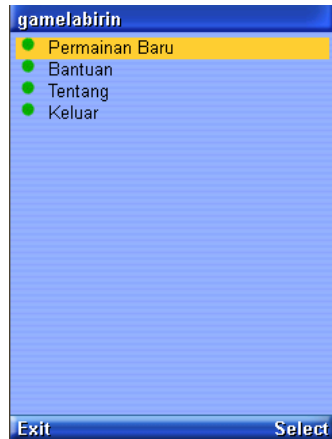 gamelabirin
Permainan Baru
Bantuan
Tentang
Keluar
Exit Select